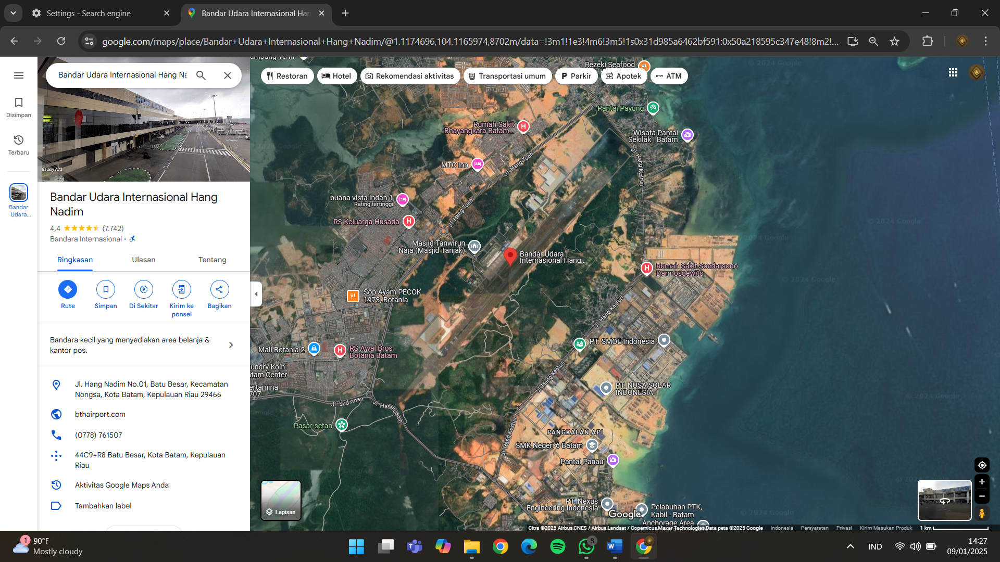 Settings - Search engine
Bandar Udara Internasional Han
google.com/maps/place/Bandar+Udara+Internasional+Hang+Nadim/@1.1174696,104.1165974,8702m/data=!3m1!1e3!4m6!3m5!1s0x31d985a6462bf591:0x50a218595c347e48!8m2!...
Bandar Udara Internasional Hang Na
Disimpan
Terbaru
Bandar
Udara...
Galaxy A72
Bandar Udara Internasional Hang
Nadim
4,4 (7.742)
Bandara Internasional ·
Ringkasan Ulasan Tentang
Rute
Simpan
Di Sekitar
Kirim ke
ponsel
Bagikan
Bandara kecil yang menyediakan area belanja &
kantor pos.
Jl. Hang Nadim No.01, Batu Besar, Kecamatan
Nongsa, Kota Batam, Kepulauan Riau 29466
bthairport.com
(0778) 761507
44C9+R8 Batu Besar, Kota Batam, Kepulauan
Riau
Aktivitas Google Maps Anda
Tambahkan label
Restoran
Hotel
Rekomendasi aktivitas
Transportasi umum
Parkir
Apotek
ATM
Rezeki Seafood
Pantai Payung
Rumah Sakit
Bhayangkara Batam...
Wisata Pantai
Sekilak | Batam
MTC Inn
Jl. Hang Tuah
Jl. Hang Kesturi
buana vista indah 1
Rating tertinggi
Jl. Hang Tuah
RS Keluarga Husada
Masjid Tanwirun
Naja (Masjid Tanjak)
Bandar Udara
Internasional Hang...
Rumah Sakit Soedarsono
Darmosoewito
Sop Ayam PECOK
1973, Botania
Jl. Hang Kasturi
PT. SMOE Indonesia
Mall Botania 2
RS Awal Bros
Botania Batam
undry Koin
atam Center
ertamina
707
Jl. Hang Kesturi
PT. NUSA SOLAR
INDONESIA
Jl. Sudirman
Jl. Hasanuddin
Pasar setan
Jl. Hang Kesturi
PANGKALAN API
SMK Negeri 6 Batam
Pantai Panau
PT. Nexus
Engineering Indonesia
Pelabuhan PTK,
Kabil - Batam
Anchorage Area
Google
Lapisan
© 2024 Google
Citra ©2025 Airbus,CNES / Airbus,Landsat / Copernicus,Maxar Technologies,Data peta ©2025 Google Indonesia Persyaratan Privasi Kirim Masukan Produk 1 km
1
90°F
Mostly cloudy
8
IND
14:27
09/01/2025